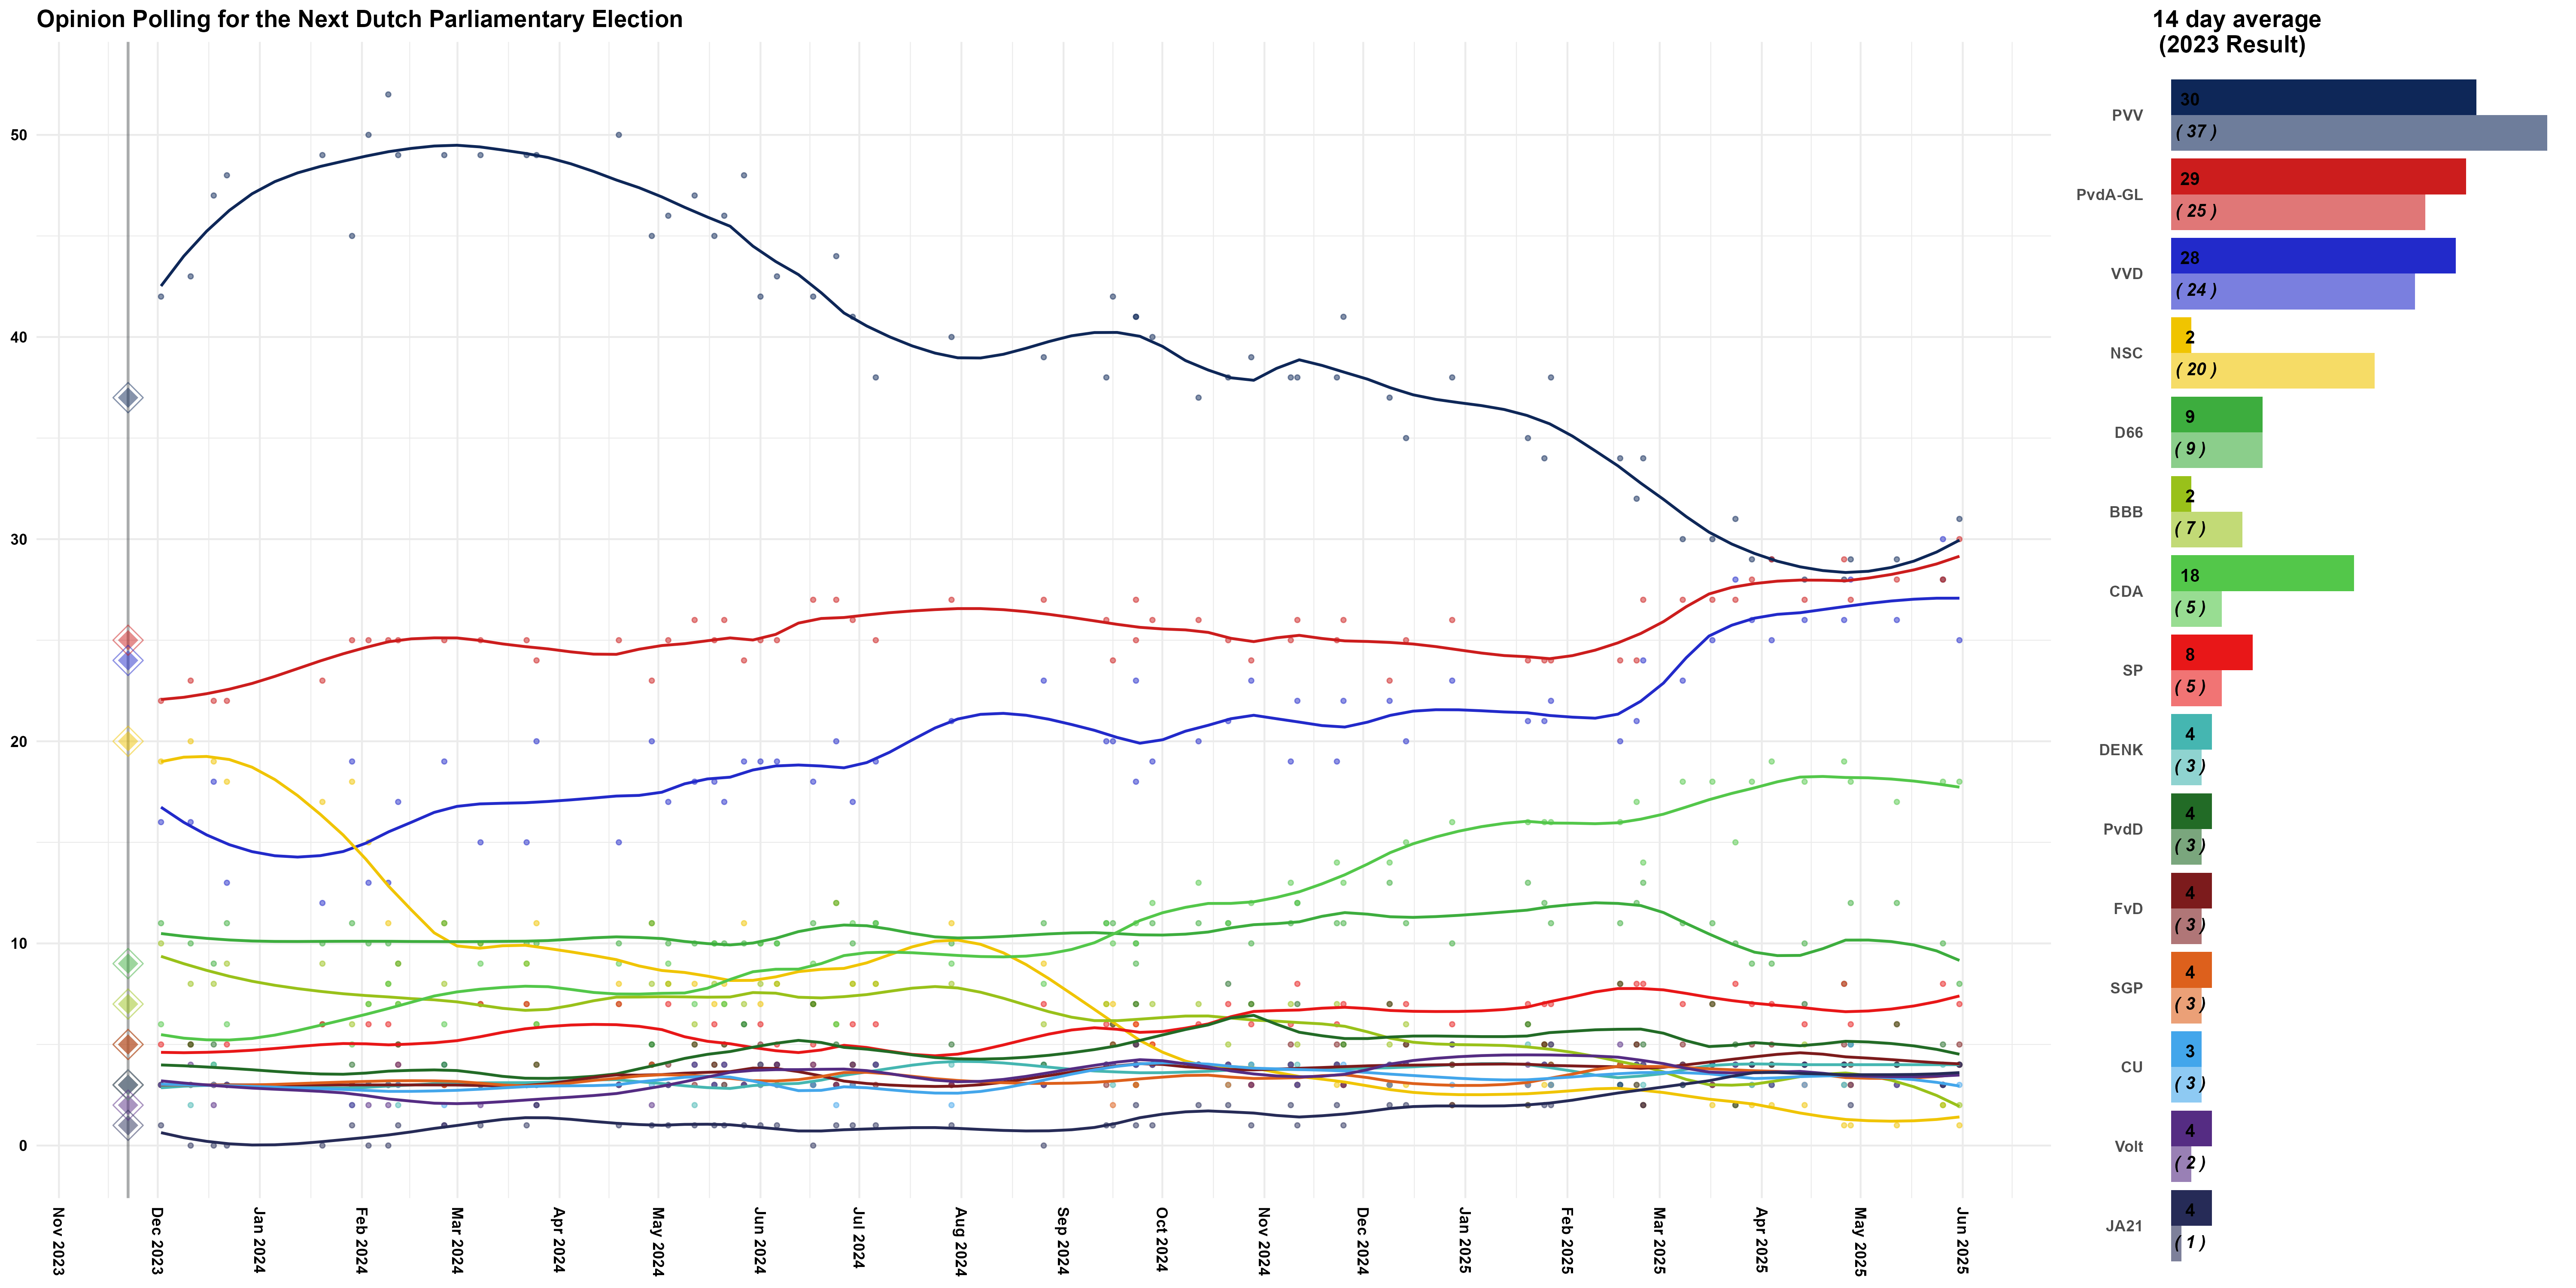 Opinion Polling for the Next Dutch Parliamentary Election
50
40
30
20
10
0
Nov 2023
Dec 2023
Jan 2024
Feb 2024
Mar 2024
Apr 2024
May 2024
Jun 2024
Jul 2024
Aug 2024
Sep 2024
Oct 2024
Nov 2024
Dec 2024
Jan 2025
Feb 2025
Mar 2025
Apr 2025
May 2025
Jun 2025
14 day average
(2023 Result)
PVV
30
( 37 )
PvdA-GL
29
( 25 )
VVD
28
( 24 )
NSC
2
( 20 )
D66
9
( 9 )
BBB
2
( 7 )
CDA
18
( 5 )
SP
8
( 5 )
DENK
4
( 3 )
PvdD
4
( 3 )
FvD
4
( 3 )
SGP
4
( 3 )
CU
3
( 3 )
Volt
4
( 2 )
JA21
4
( 1 )